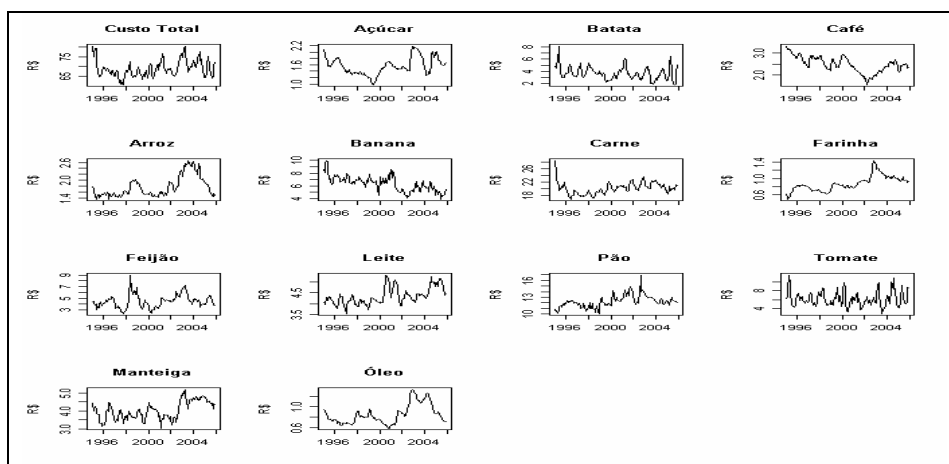 Custo Total
R$
65 75
1996 2000 2004
Açúcar
R$
1.0 1.6 2.2
1996 2000 2004
Batata
R$
2 4 6 8
1996 2000 2004
Café
R$
2.0 3.0
1996 2000 2004
Arroz
R$
1.4 2.0 2.6
1996 2000 2004
Banana
R$
4 6 8 10
1996 2000 2004
Carne
R$
18 22 26
1996 2000 2004
Farinha
R$
0.6 1.0 1.4
1996 2000 2004
Feijão
R$
3 5 7 9
1996 2000 2004
Leite
R$
3.5 4.5
1996 2000 2004
Pão
R$
10 13 16
1996 2000 2004
Tomate
R$
4 8
1996 2000 2004
Manteiga
R$
3.0 4.0 5.0
1996 2000 2004
Óleo
R$
0.6 1.0
1996 2000 2004